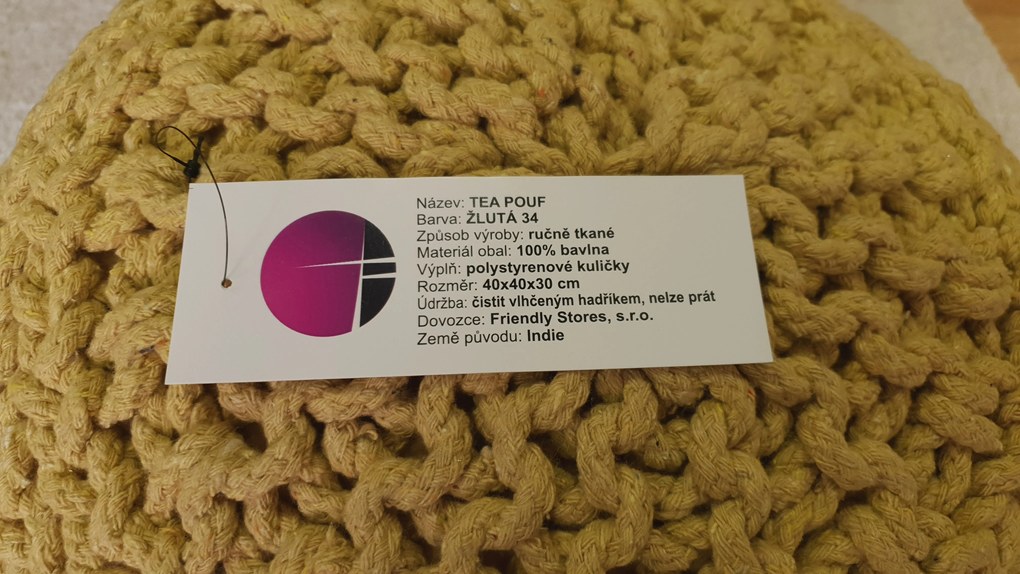 Název: TEA POUF
Barva: ŽLUTÁ 34
Způsob výroby: ručně tkané
Materiál obal: 100% bavlna
Výplň: polystyrenové kuličky
Rozměr: 40x40x30 cm
Údržba: čistit vlhčeným hadříkem, nelze prát
Dovozce: Friendly Stores, s.r.o.
Země původu: Indie